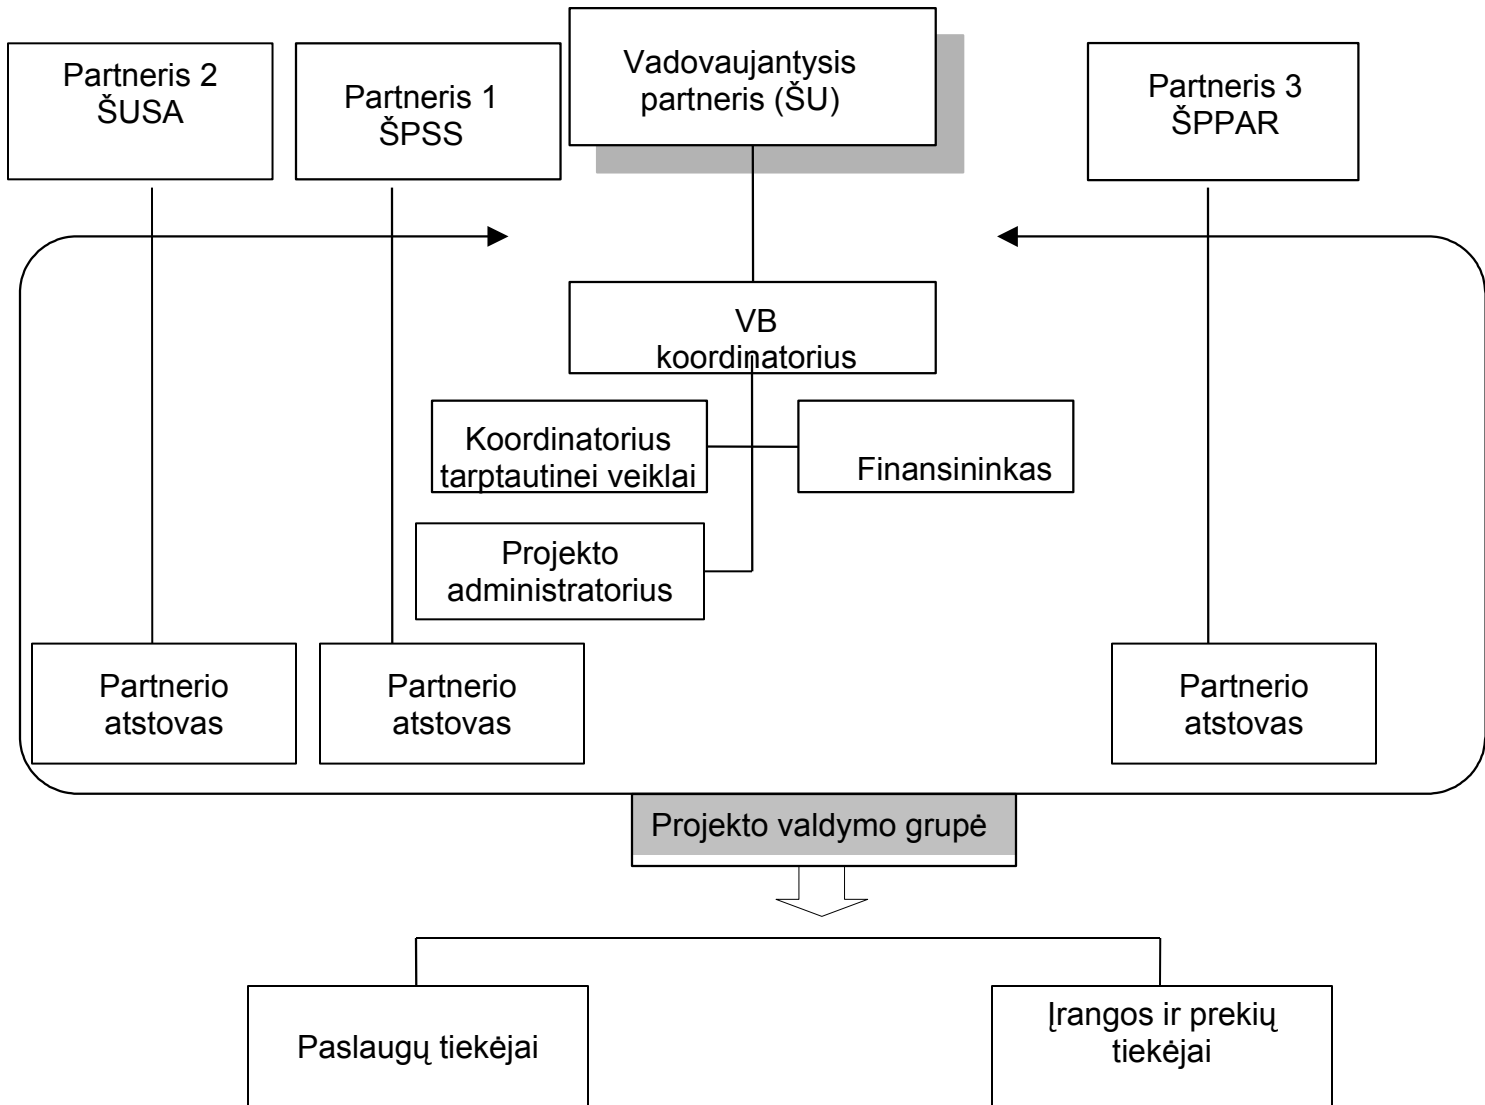 Partneris 2
ŠUSA
Partneris 1
ŠPSS
Vadovaujantysis
partneris (ŠU)
Partneris 3
ŠPPAR
VB
koordinatorius
Koordinatorius
tarptautinei veiklai
Finansininkas
Projekto
administratorius
Partnerio
atstovas
Partnerio
atstovas
Partnerio
atstovas
Projekto valdymo grupė
Paslaugų tiekėjai
Įrangos ir prekių
tiekėjai